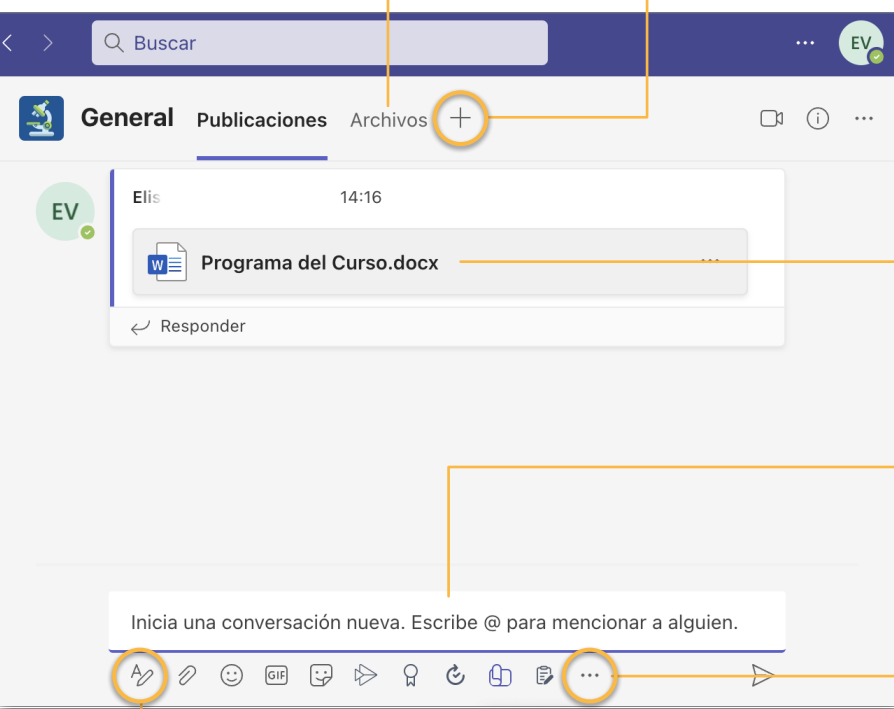 Buscar
EV
General Publicaciones Archivos
EV
Elis 14:16
W Programa del Curso.docx
Responder
Inicia una conversación nueva. Escribe @ para mencionar a alguien.
GIF